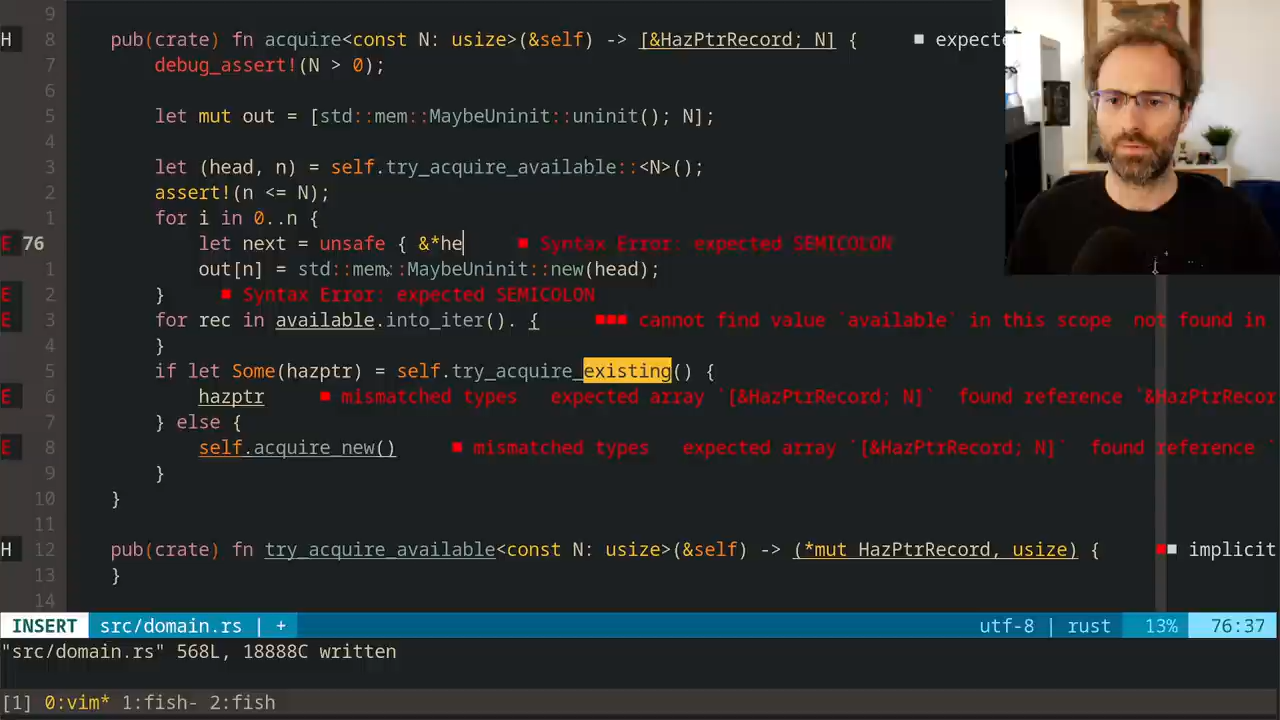 9
H 8 pub(crate) fn acquire<const N: usize>(&self) -> [&HazPtrRecord; N] { ■ expecte
7 debug_assert!(N > 0);
6
5 let mut out = [std::mem::MaybeUninit::uninit(); N];
4
3 let (head, n) = self.try_acquire_available::<N>();
2 assert!(n <= N);
1 for i in 0..n {
E 76 let next = unsafe { &*he ■ Syntax Error: expected SEMICOLON
1 out[n] = std::mem::MaybeUninit::new(head);
E 2 } ■ Syntax Error: expected SEMICOLON
E 3 for rec in available.into_iter(). { ■■■ cannot find value `available` in this scope not found in
4 }
5 if let Some(hazptr) = self.try_acquire_existing() {
E 6 hazptr ■ mismatched types expected array `[&HazPtrRecord; N]` found reference `&HazPtrRecor
7 } else {
E 8 self.acquire_new() ■ mismatched types expected array `[&HazPtrRecord; N]` found reference `
9 }
10 }
11
H 12 pub(crate) fn try_acquire_available<const N: usize>(&self) -> (*mut HazPtrRecord, usize) { ■■ implicit
13 }
14
INSERT src/domain.rs | + utf-8 | rust 13% 76:37
"src/domain.rs" 568L, 18888C written
[1] 0:vim* 1:fish- 2:fish